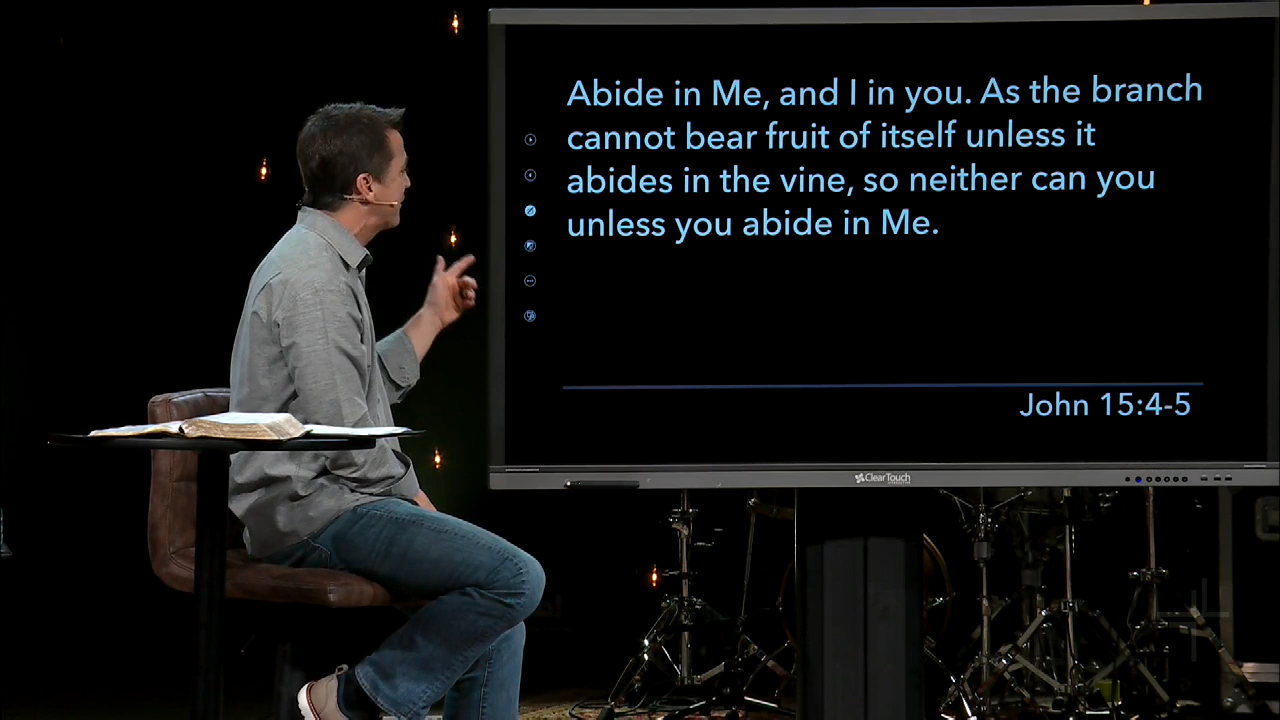 Abide in Me, and I in you. As the branch
cannot bear fruit of itself unless it
abides in the vine, so neither can you
unless you abide in Me.
John 15:4-5
ClearTouch